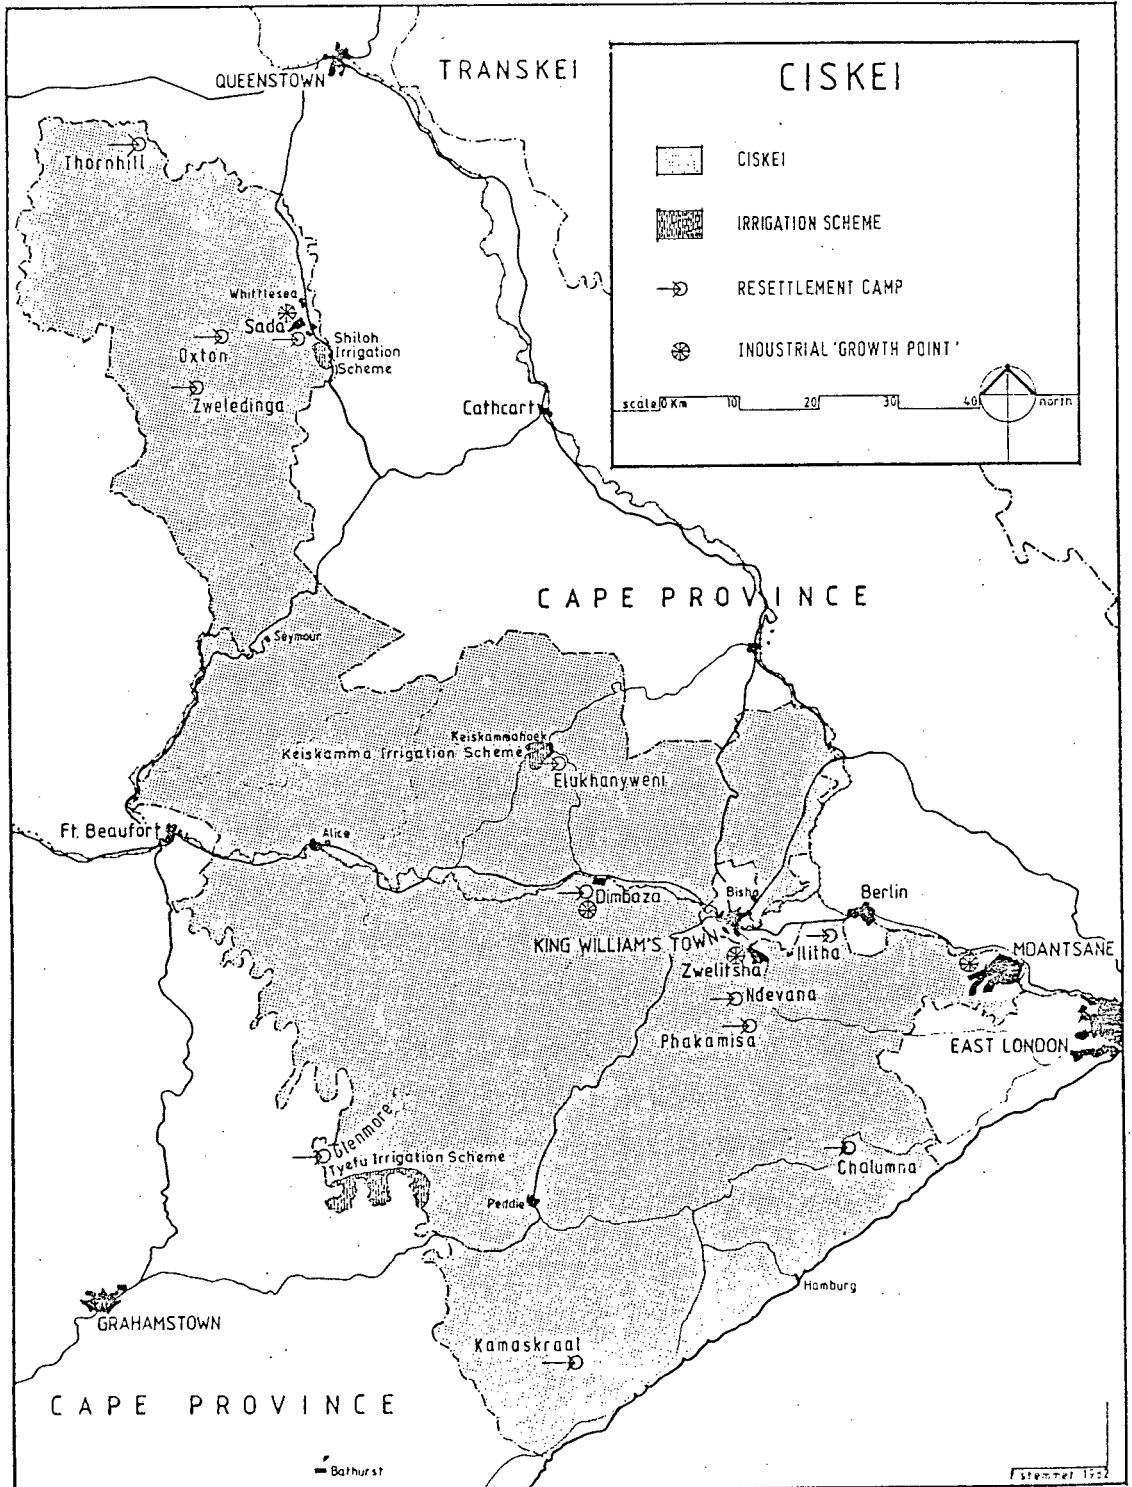 QUEENSTOWN
TRANSKEI
CISKEI
CISKEI
IRRIGATION SCHEME
RESETTLEMENT CAMP
INDUSTRIAL 'GROWTH POINT'
scale 0 Km 10 20 30 40 north
Thornhill
Whittlesea
Sada
Oxton
Shiloh
Irrigation
Scheme
Zweledinga
Cathcart
CAPE PROVINCE
Seymour
Keiskammahoek
Keiskamma Irrigation Scheme
Elukhanyweni
Ft. Beaufort
Alice
Dimbaza
Bisho
Berlin
KING WILLIAM'S TOWN
Ilitha
MDANTSANE
Zwelitsha
Ndevana
Phakamisa
EAST LONDON
Glenmore
Tyefu Irrigation Scheme
Chalumna
Peddie
Hamburg
GRAHAMSTOWN
Kamaskraal
CAPE PROVINCE
Bathurst
stemmet 1982